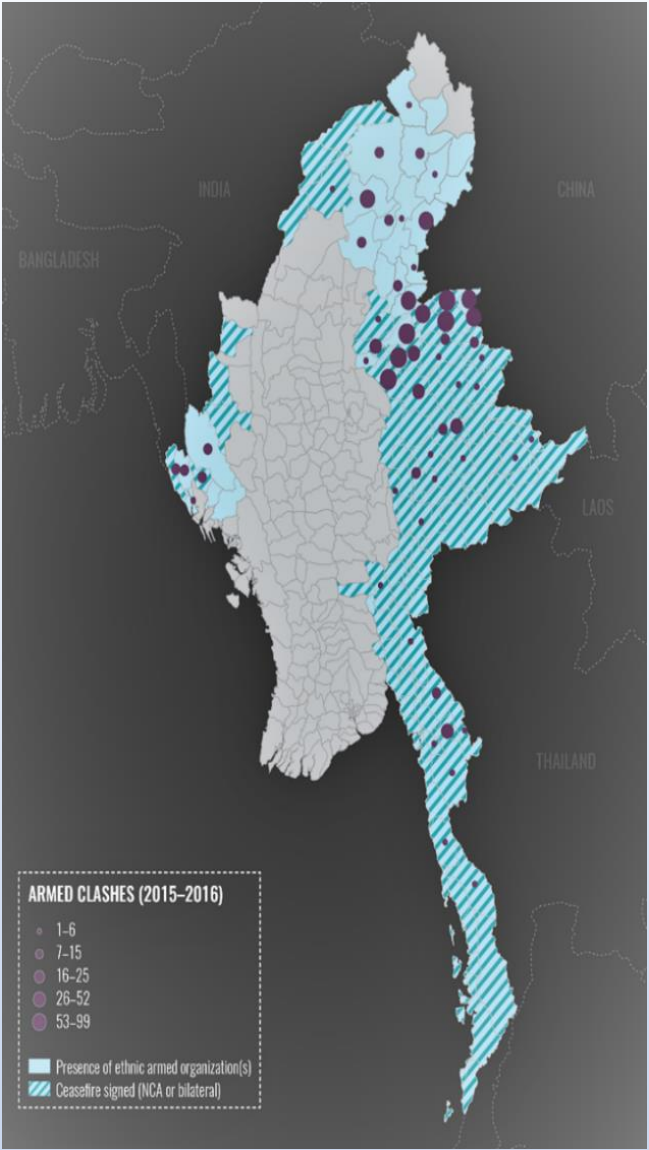 INDIA
CHINA
BANGLADESH
LAOS
THAILAND
ARMED CLASHES (2015–2016)
1–6
7–15
16–25
26–52
53–99
Presence of ethnic armed organization(s)
Ceasefire signed (NCA or bilateral)